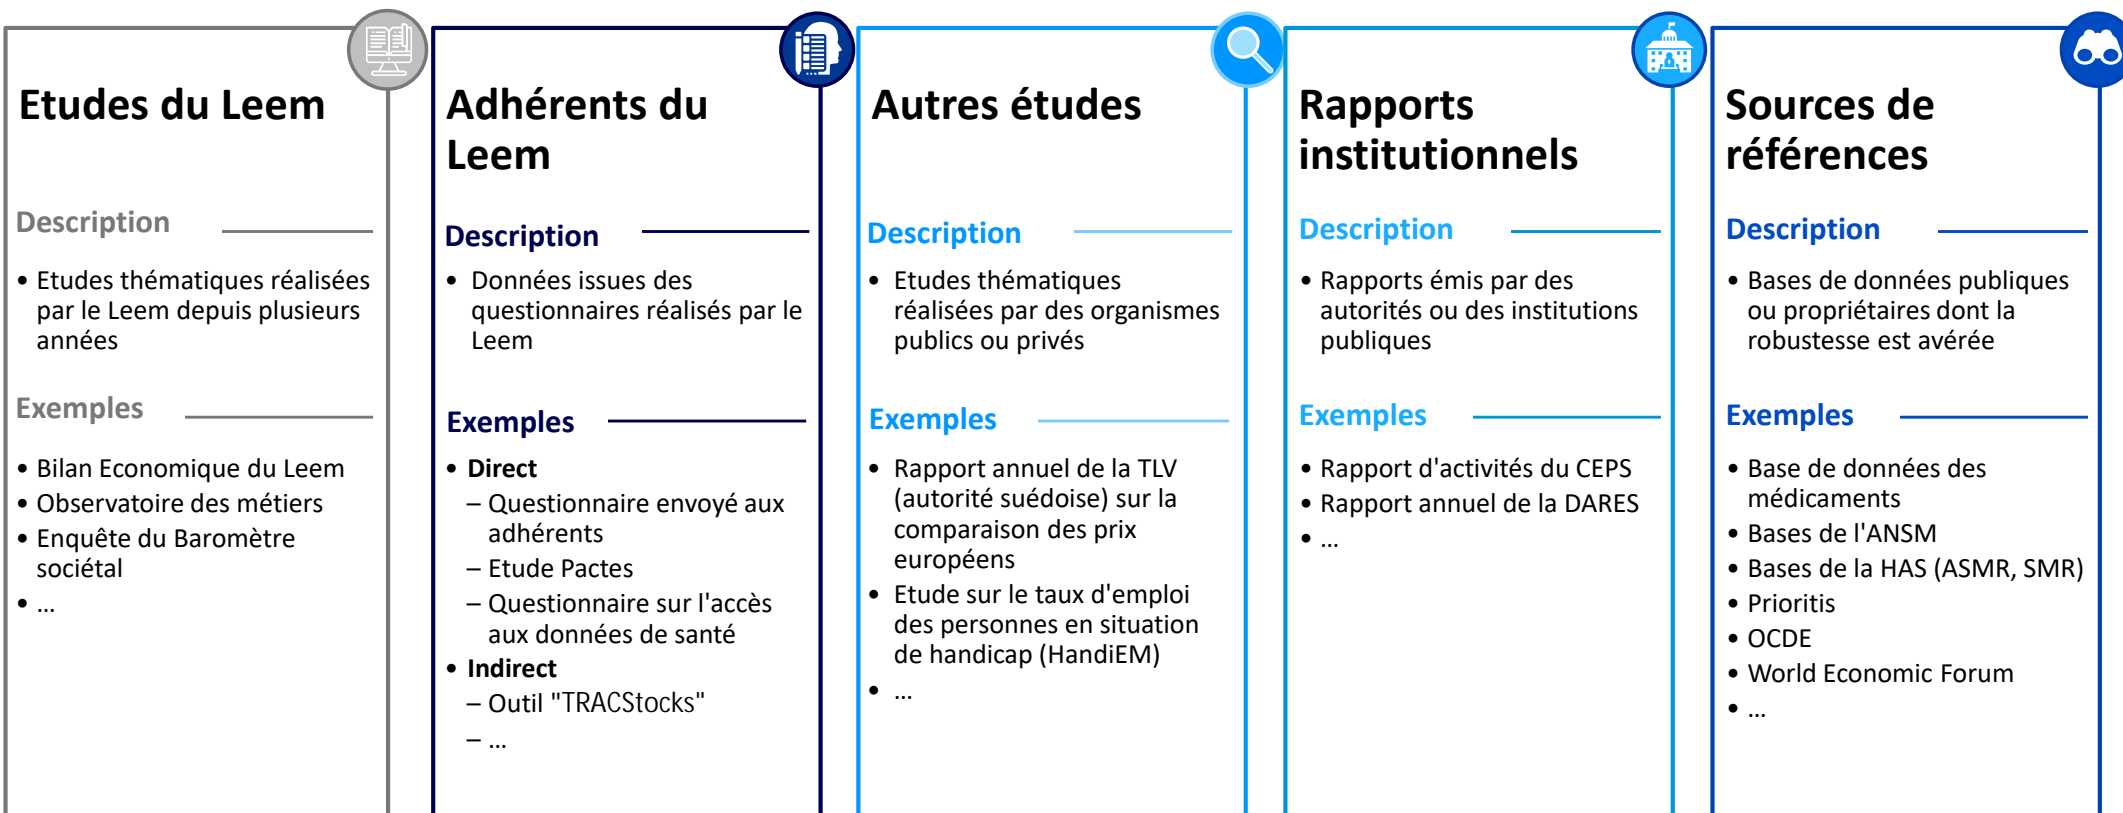 Etudes du Leem
Description
• Etudes thématiques réalisées
par le Leem depuis plusieurs
années
Exemples
• Bilan Economique du Leem
• Observatoire des métiers
• Enquête du Baromètre
sociétal
• ...
Adhérents du
Leem
Description
• Données issues des
questionnaires réalisés par le
Leem
Exemples
• Direct
– Questionnaire envoyé aux
adhérents
– Etude Pactes
– Questionnaire sur l'accès
aux données de santé
• Indirect
– Outil "TRACStocks"
– ...
Autres études
Description
• Etudes thématiques
réalisées par des organismes
publics ou privés
Exemples
• Rapport annuel de la TLV
(autorité suédoise) sur la
comparaison des prix
européens
• Etude sur le taux d'emploi
des personnes en situation
de handicap (HandiEM)
• ...
Rapports
institutionnels
Description
• Rapports émis par des
autorités ou des institutions
publiques
Exemples
• Rapport d'activités du CEPS
• Rapport annuel de la DARES
• ...
Sources de
références
Description
• Bases de données publiques
ou propriétaires dont la
robustesse est avérée
Exemples
• Base de données des
médicaments
• Bases de l'ANSM
• Bases de la HAS (ASMR, SMR)
• Prioritis
• OCDE
• World Economic Forum
• ...